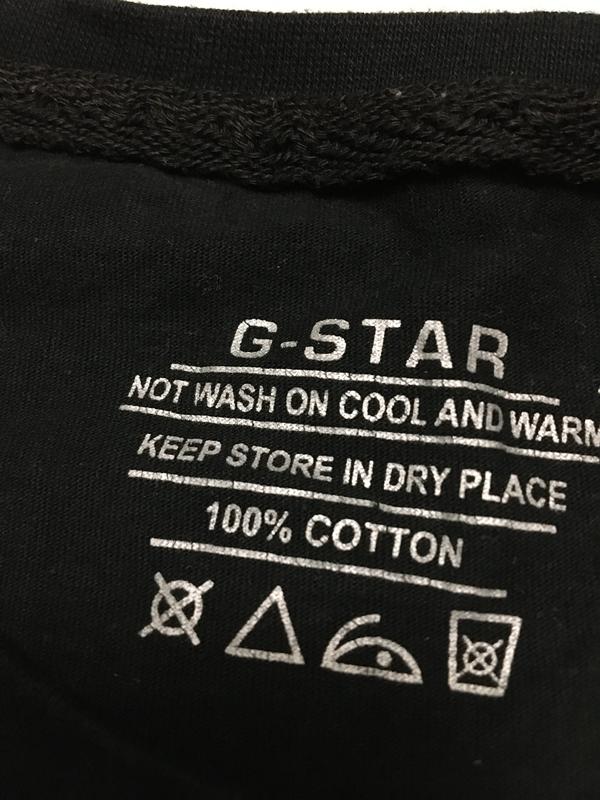 G-STAR
NOT WASH ON COOL AND WARM
KEEP STORE IN DRY PLACE
100% COTTON